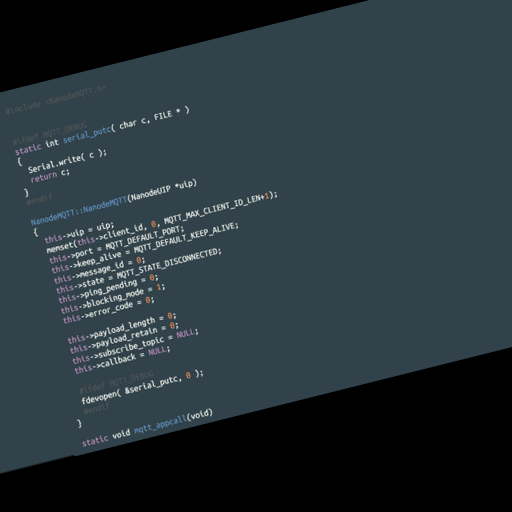 #include <NanodeMQTT.h>
#ifdef MQTT_DEBUG
static int serial_putc( char c, FILE * )
{
Serial.write( c );
return c;
}
#endif
NanodeMQTT::NanodeMQTT(NanodeUIP *uip)
{
this->uip = uip;
memset(this->client_id, 0, MQTT_MAX_CLIENT_ID_LEN+1);
this->port = MQTT_DEFAULT_PORT;
this->keep_alive = MQTT_DEFAULT_KEEP_ALIVE;
this->message_id = 0;
this->state = MQTT_STATE_DISCONNECTED;
this->ping_pending = 0;
this->blocking_mode = 1;
this->error_code = 0;
this->payload_length = 0;
this->payload_retain = 0;
this->subscribe_topic = NULL;
this->callback = NULL;
#ifdef MQTT_DEBUG
fdevopen( &serial_putc, 0 );
#endif
}
static void mqtt_appcall(void)